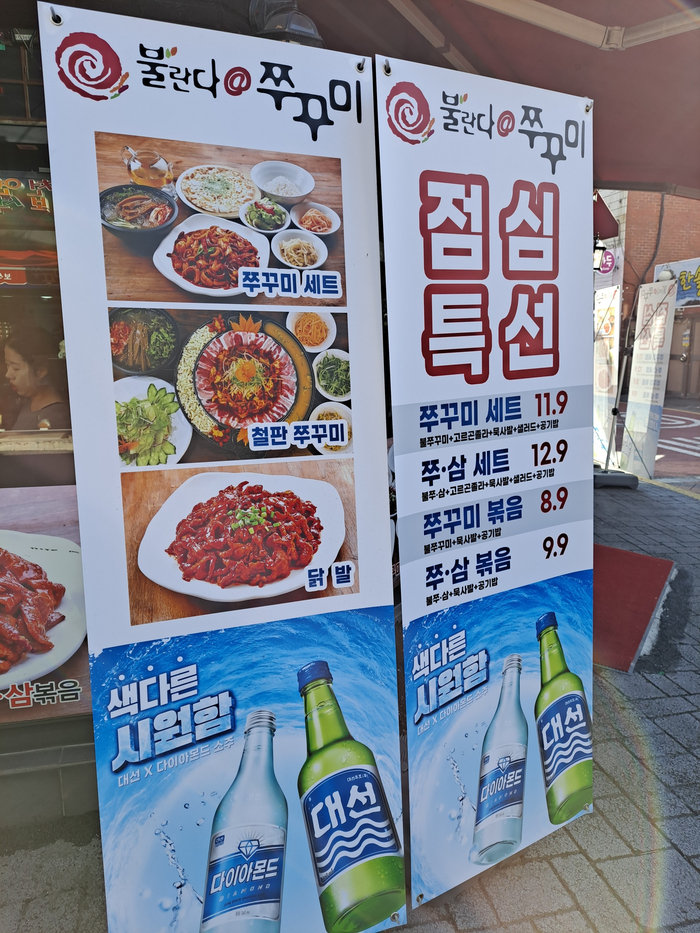 불란다@쭈꾸미
쭈꾸미 세트
철판 쭈꾸미
닭발
색다른
시원함
대선 X 다이아몬드 소주
다이아몬드
DIAMOND
대선
불란다@쭈꾸미
점심
특선
쭈꾸미 세트 11.9
불쭈꾸미+고르곤졸라+묵사발+샐러드+공기밥
쭈·삼 세트 12.9
불쭈·삼+고르곤졸라+묵사발+샐러드+공기밥
쭈꾸미 볶음 8.9
불쭈꾸미+묵사발+공기밥
쭈·삼 볶음 9.9
불쭈·삼+묵사발+공기밥
색다른
시원함
대선 X 다이아몬드 소주
다이아몬드
DIAMOND
대선
삼볶음